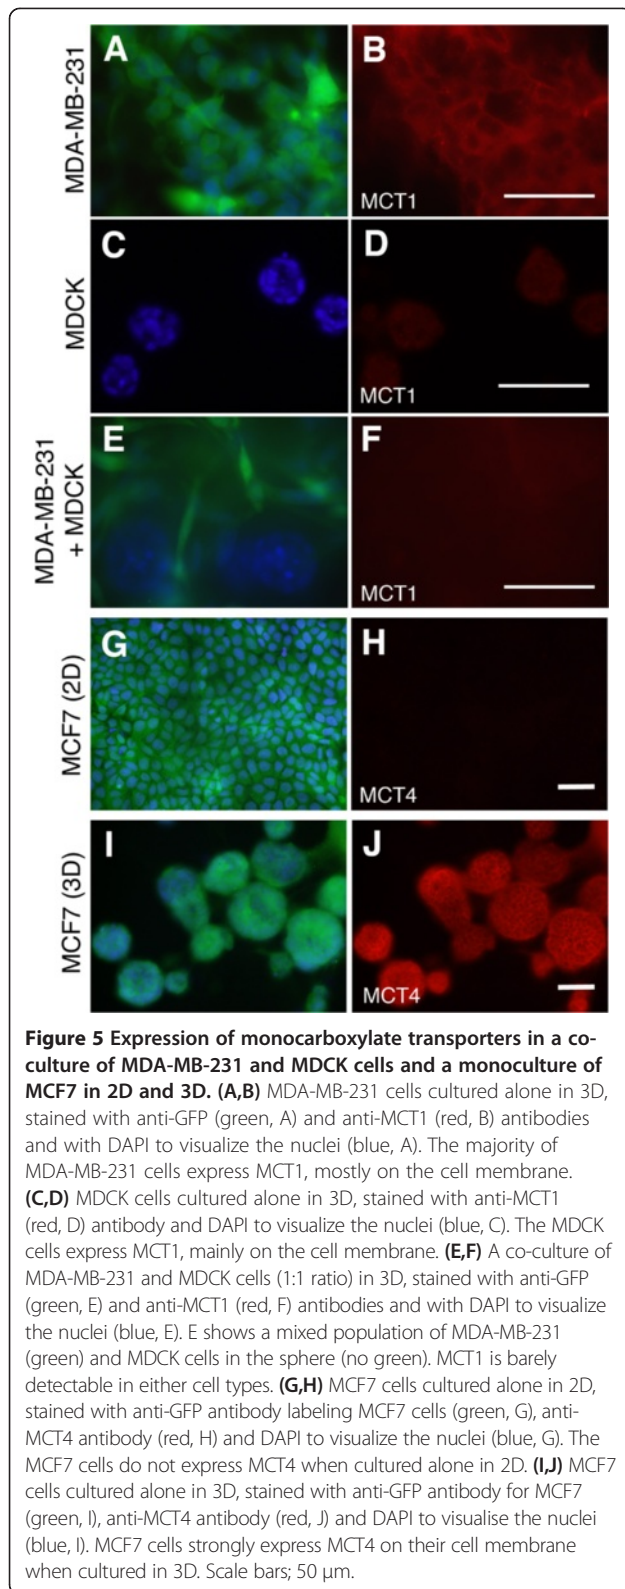 MDA-MB-231
A
B
MCT1
MDCK
C
D
MCT1
MDA-MB-231
+ MDCK
E
F
MCT1
MCF7 (2D)
G
H
MCT4
MCF7 (3D)
I
J
MCT4
Figure 5 Expression of monocarboxylate transporters in a co-
culture of MDA-MB-231 and MDCK cells and a monoculture of
MCF7 in 2D and 3D. (A,B) MDA-MB-231 cells cultured alone in 3D,
stained with anti-GFP (green, A) and anti-MCT1 (red, B) antibodies
and with DAPI to visualize the nuclei (blue, A). The majority of
MDA-MB-231 cells express MCT1, mostly on the cell membrane.
(C,D) MDCK cells cultured alone in 3D, stained with anti-MCT1
(red, D) antibody and DAPI to visualize the nuclei (blue, C). The MDCK
cells express MCT1, mainly on the cell membrane. (E,F) A co-culture of
MDA-MB-231 and MDCK cells (1:1 ratio) in 3D, stained with anti-GFP
(green, E) and anti-MCT1 (red, F) antibodies and with DAPI to visualize
the nuclei (blue, E). E shows a mixed population of MDA-MB-231
(green) and MDCK cells in the sphere (no green). MCT1 is barely
detectable in either cell types. (G,H) MCF7 cells cultured alone in 2D,
stained with anti-GFP antibody labeling MCF7 cells (green, G), anti-
MCT4 antibody (red, H) and DAPI to visualize the nuclei (blue, G). The
MCF7 cells do not express MCT4 when cultured alone in 2D. (I,J) MCF7
cells cultured alone in 3D, stained with anti-GFP antibody for MCF7
(green, I), anti-MCT4 antibody (red, J) and DAPI to visualise the nuclei
(blue, I). MCF7 cells strongly express MCT4 on their cell membrane
when cultured in 3D. Scale bars; 50 μm.